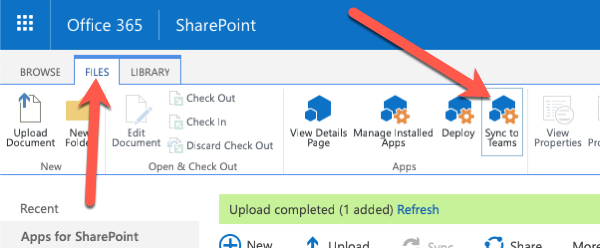 Office 365 SharePoint
BROWSE FILES LIBRARY
Upload Document
New
Edit Document
Check Out
Check In
Discard Check Out
View Details Page
Manage Installed Apps
Deploy
Sync to Teams
View Properties
New
Open & Check Out
Apps
Recent
Apps for SharePoint
Upload completed (1 added) Refresh
New
Upload
Sync
Share
More